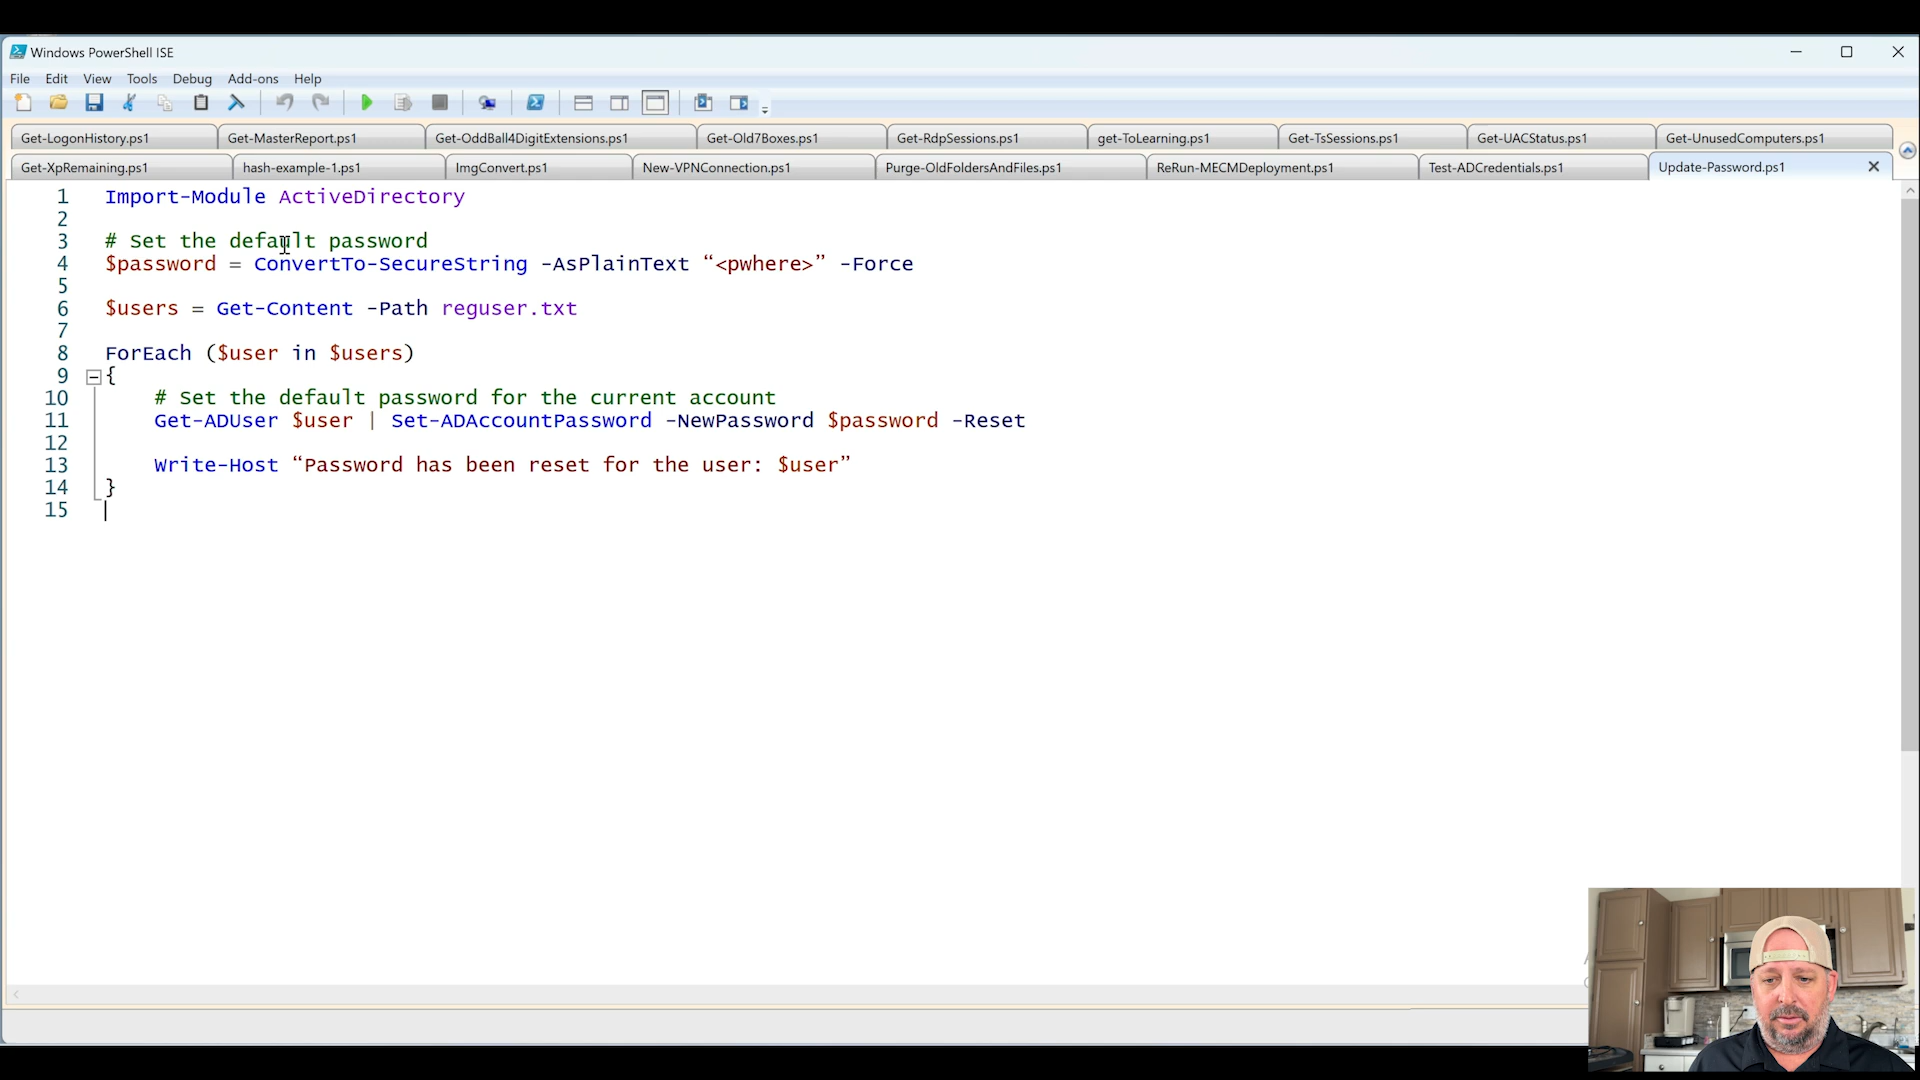 Windows PowerShell ISE
File Edit View Tools Debug Add-ons Help
Get-LogonHistory.ps1 Get-MasterReport.ps1 Get-OddBall4DigitExtensions.ps1 Get-Old7Boxes.ps1 Get-RdpSessions.ps1 get-ToLearning.ps1 Get-TsSessions.ps1 Get-UACStatus.ps1 Get-UnusedComputers.ps1
Get-XpRemaining.ps1 hash-example-1.ps1 ImgConvert.ps1 New-VPNConnection.ps1 Purge-OldFoldersAndFiles.ps1 ReRun-MECMDeployment.ps1 Test-ADCredentials.ps1 Update-Password.ps1
1 Import-Module ActiveDirectory
2
3 # Set the default password
4 $password = ConvertTo-SecureString -AsPlainText “<pwhere>” -Force
5
6 $users = Get-Content -Path reguser.txt
7
8 ForEach ($user in $users)
9 {
10 # Set the default password for the current account
11 Get-ADUser $user | Set-ADAccountPassword -NewPassword $password -Reset
12
13 Write-Host “Password has been reset for the user: $user”
14 }
15